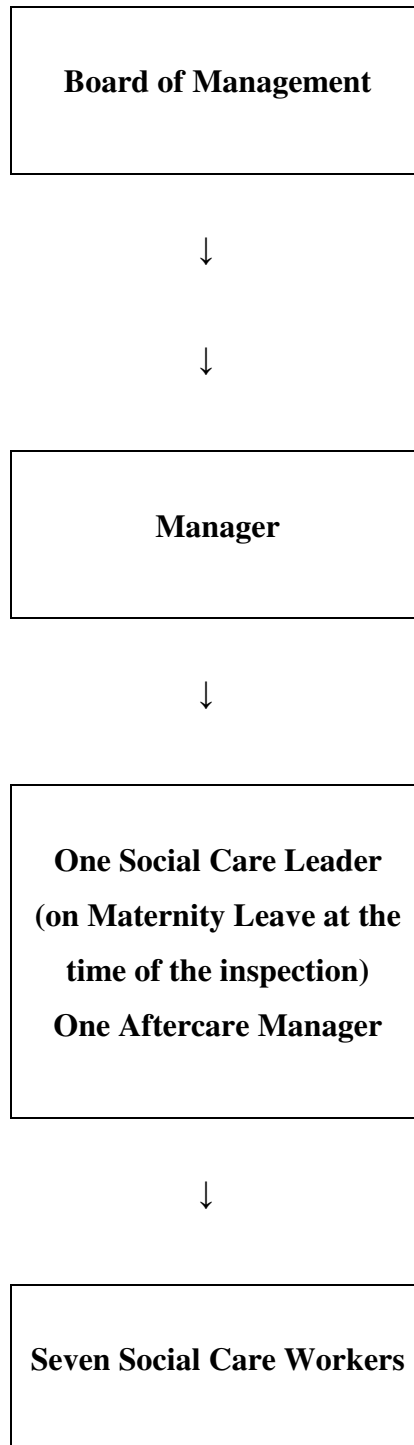 Board of Management
↓
↓
Manager
↓
One Social Care Leader
(on Maternity Leave at the
time of the inspection)
One Aftercare Manager
↓
Seven Social Care Workers